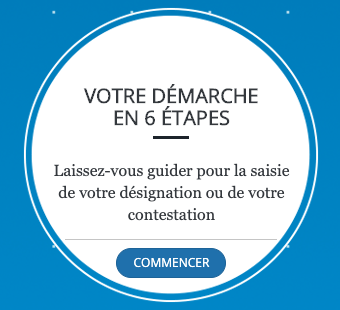 VOTRE DÉMARCHE
EN 6 ÉTAPES
Laissez-vous guider pour la saisie
de votre désignation ou de votre
contestation
COMMENCER